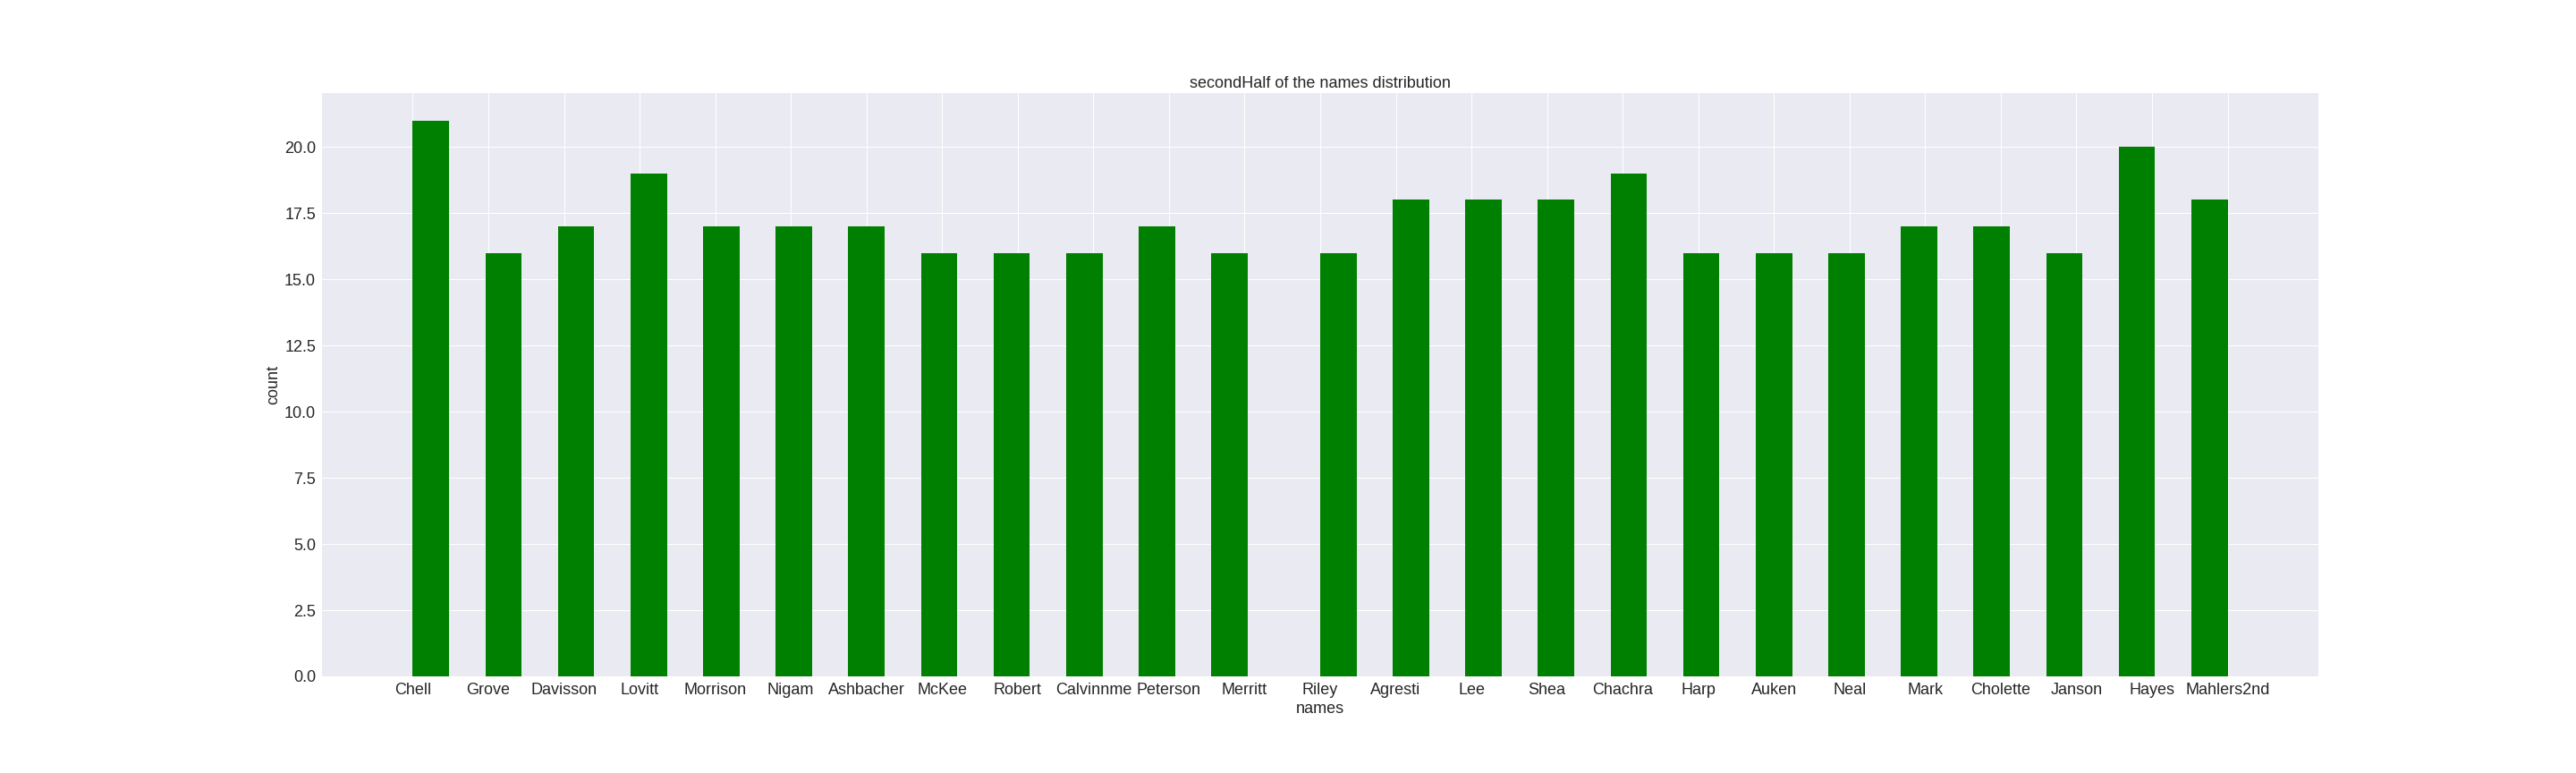 secondHalf of the names distribution
20.0
17.5
15.0
12.5
10.0
7.5
5.0
2.5
0.0
count
Chell Grove Davisson Lovitt Morrison Nigam Ashbacher McKee Robert Calvinnme Peterson Merritt Riley Agresti Lee Shea Chachra Harp Auken Neal Mark Cholette Janson Hayes Mahlers2nd
names